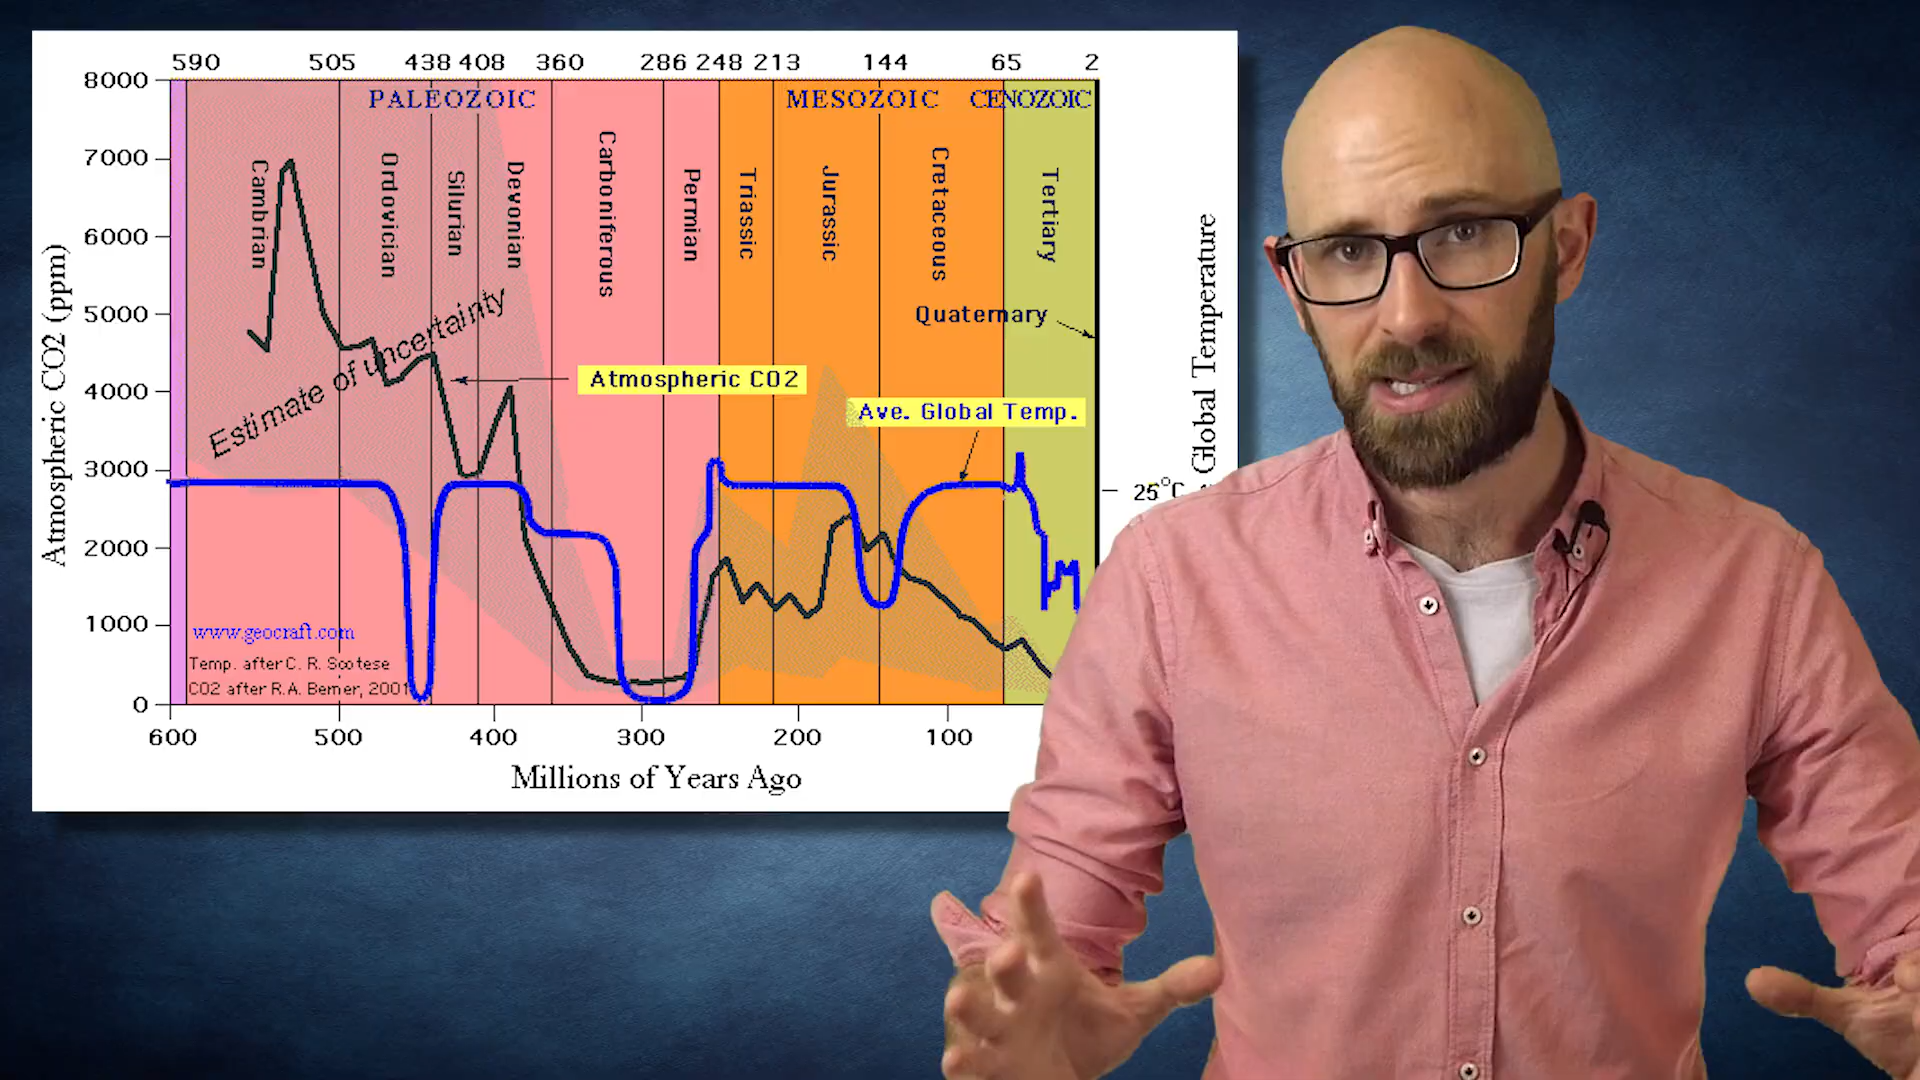 590 505 438 408 360 286 248 213 144 65 2
8000
7000
6000
5000
4000
3000
2000
1000
0
Atmospheric CO2 (ppm)
PALEOZOIC
MESOZOIC
CENOZOIC
Cambrian
Ordovician
Silurian
Devonian
Carboniferous
Permian
Triassic
Jurassic
Cretaceous
Tertiary
Quaternary
Estimate of uncertainty
Atmospheric CO2
Ave. Global Temp.
www.geocraft.com
Temp. after C. R. Scotese
CO2 after R.A. Berner, 2001
600 500 400 300 200 100
Millions of Years Ago
25°C
Global Temperature